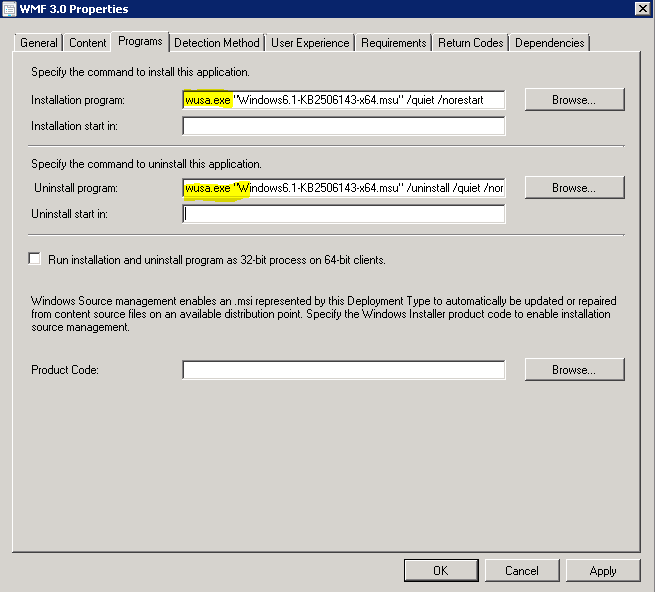 WMF 3.0 Properties
General Content Programs Detection Method User Experience Requirements Return Codes Dependencies
Specify the command to install this application.
Installation program: wusa.exe "Windows6.1-KB2506143-x64.msu" /quiet /norestart Browse...
Installation start in:
Specify the command to uninstall this application.
Uninstall program: wusa.exe "Windows6.1-KB2506143-x64.msu" /uninstall /quiet /nor Browse...
Uninstall start in:
Run installation and uninstall program as 32-bit process on 64-bit clients.
Windows Source management enables an .msi represented by this Deployment Type to automatically be updated or repaired
from content source files on an available distribution point. Specify the Windows Installer product code to enable installation
source management.
Product Code: Browse...
OK Cancel Apply